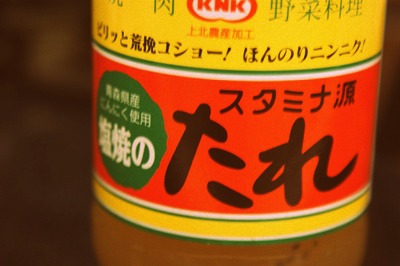 焼 肉 野菜料理
KNK
上北農産加工
ピリッと荒挽コショー! ほんのりニンニク!
スタミナ源
青森県産
にんにく使用
塩焼の
たれ